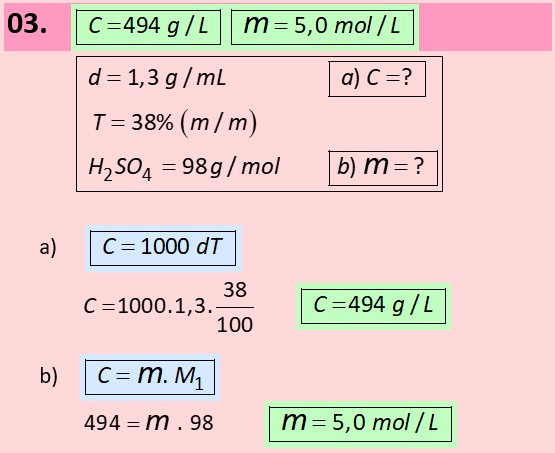 03. C=494 g/L m=5,0 mol/L
d=1,3 g/mL a) C=?
T=38% (m/m)
H₂SO₄ =98g/mol b) m=?
a) C=1000 dT
C=1000.1,3.38/100 C=494 g/L
b) C=m.M₁
494=m.98 m=5,0 mol/L